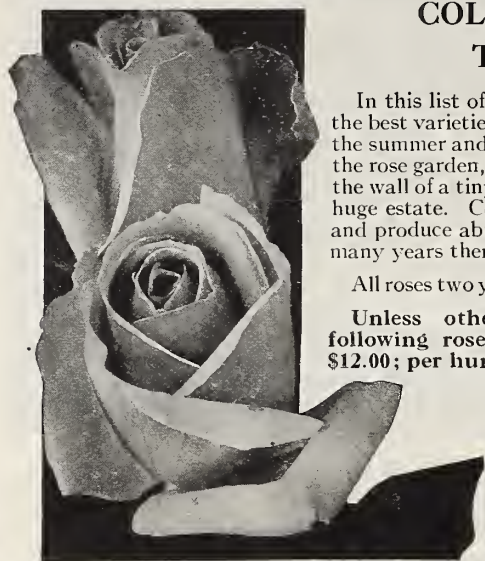 COL
T
In this list of
the best varietie
the summer and
the rose garden,
the wall of a tin
huge estate. C
and produce ab
many years ther
All roses two y
Unless othe
following rose
$12.00; per hur